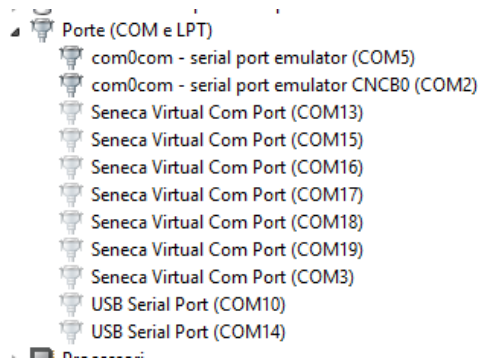 Porte (COM e LPT)
com0com - serial port emulator (COM5)
com0com - serial port emulator CNCB0 (COM2)
Seneca Virtual Com Port (COM13)
Seneca Virtual Com Port (COM15)
Seneca Virtual Com Port (COM16)
Seneca Virtual Com Port (COM17)
Seneca Virtual Com Port (COM18)
Seneca Virtual Com Port (COM19)
Seneca Virtual Com Port (COM3)
USB Serial Port (COM10)
USB Serial Port (COM14)
Processori